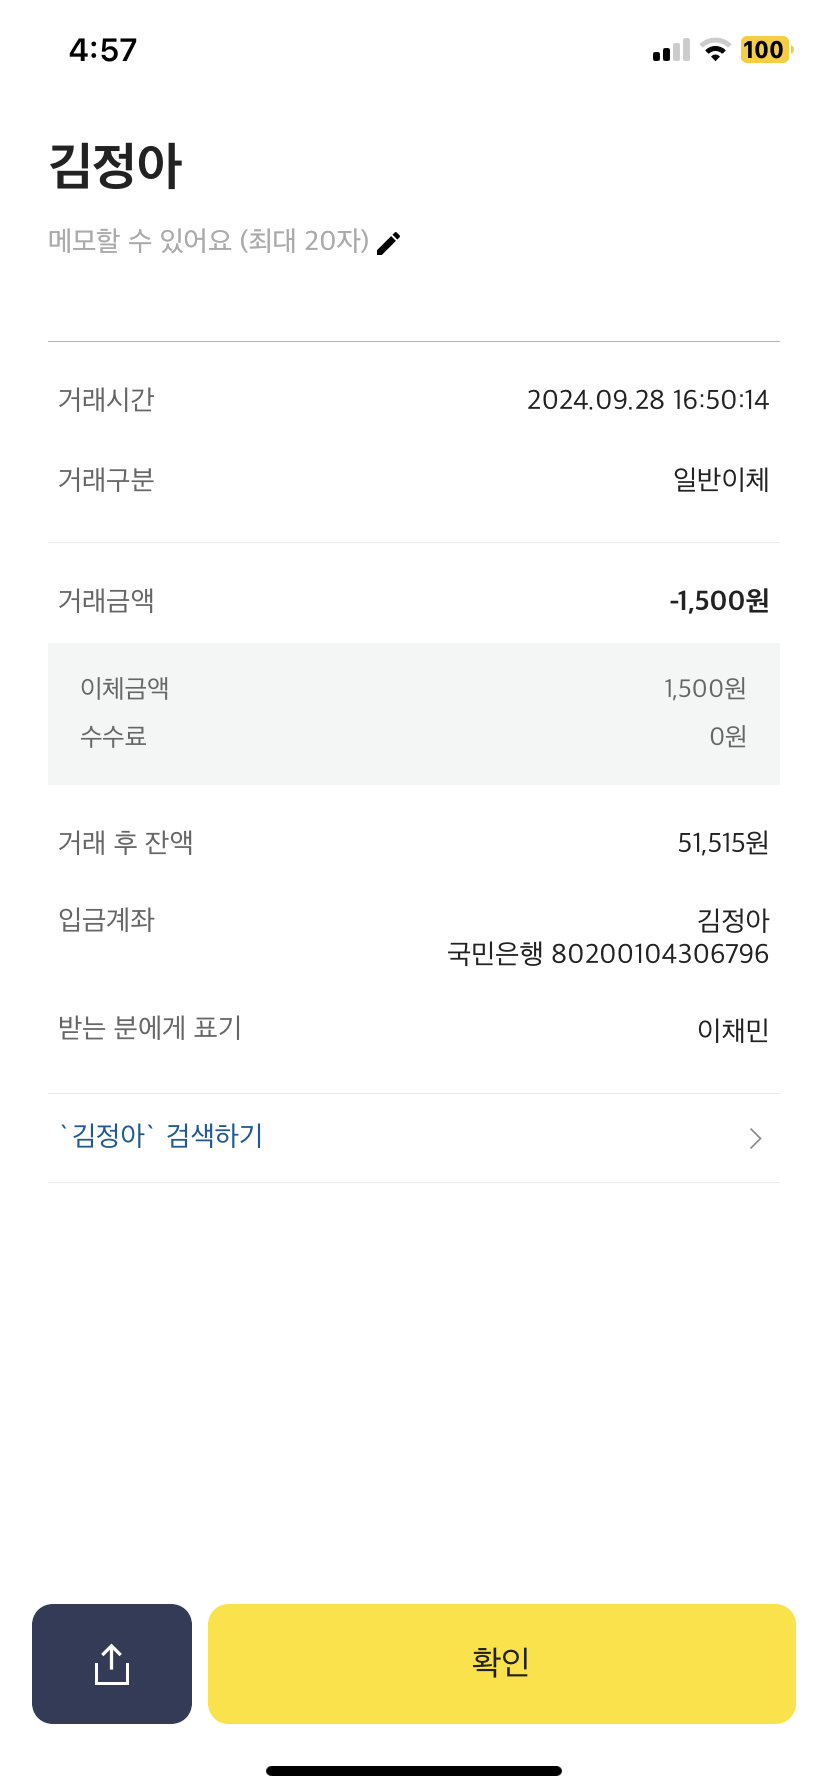 4:57
100
김정아
메모할 수 있어요 (최대 20자)
거래시간 2024.09.28 16:50:14
거래구분 일반이체
거래금액 -1,500원
이체금액 1,500원
수수료 0원
거래 후 잔액 51,515원
입금계좌 김정아
국민은행 80200104306796
받는 분에게 표기 이채민
`김정아` 검색하기
확인